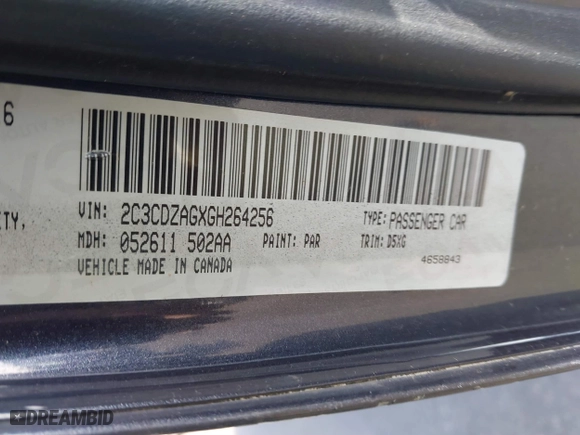 6
ITY,
VIN: 2C3CDZAGXGH264256 TYPE: PASSENGER CAR
MDH: 052611 502AA PAINT: PAR TRIM: D5XG
VEHICLE MADE IN CANADA 4658843
DREAMBID